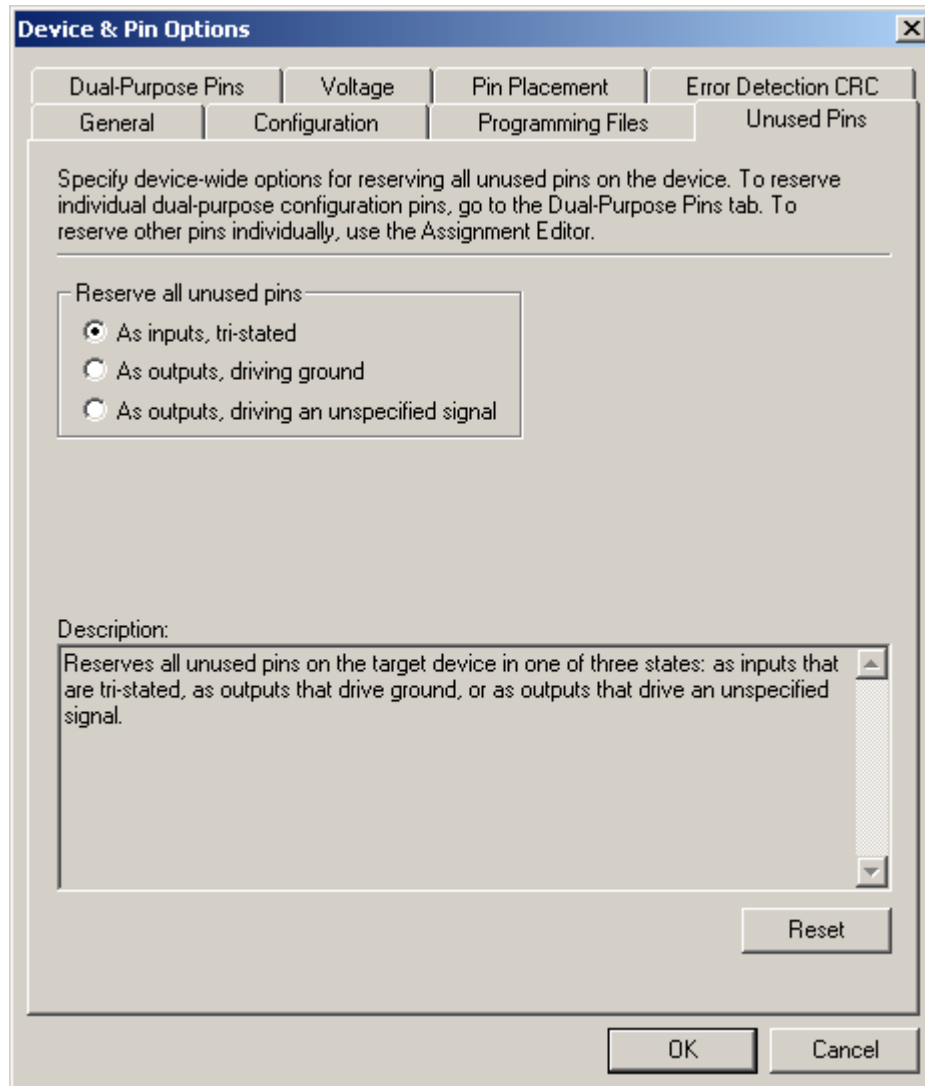 Device & Pin Options
Dual-Purpose Pins
Voltage
Pin Placement
Error Detection CRC
General
Configuration
Programming Files
Unused Pins
Specify device-wide options for reserving all unused pins on the device. To reserve
individual dual-purpose configuration pins, go to the Dual-Purpose Pins tab. To
reserve other pins individually, use the Assignment Editor.
Reserve all unused pins
As inputs, tri-stated
As outputs, driving ground
As outputs, driving an unspecified signal
Description:
Reserves all unused pins on the target device in one of three states: as inputs that
are tri-stated, as outputs that drive ground, or as outputs that drive an unspecified
signal.
Reset
OK
Cancel